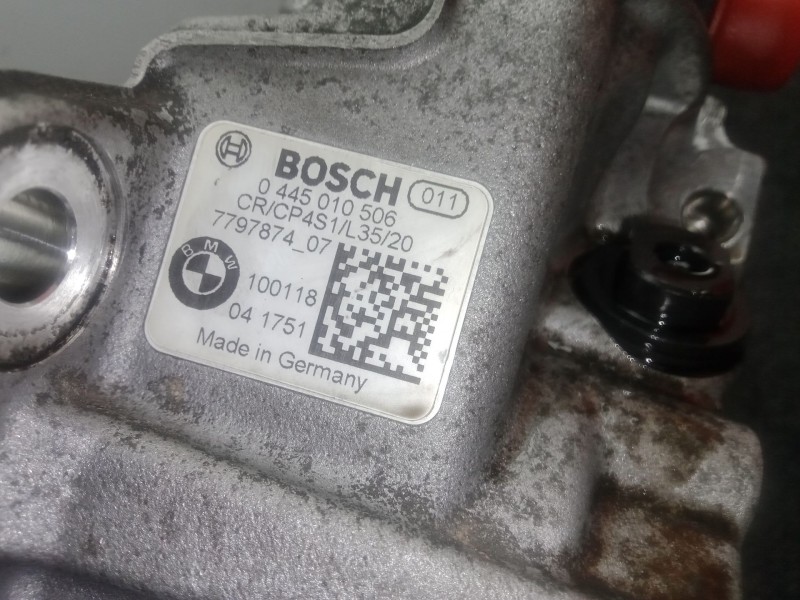 BOSCH 011
0 445 010 506
CR/CP4S1/L35/20
7797874_07
BMW
100118
04 1751
Made in Germany